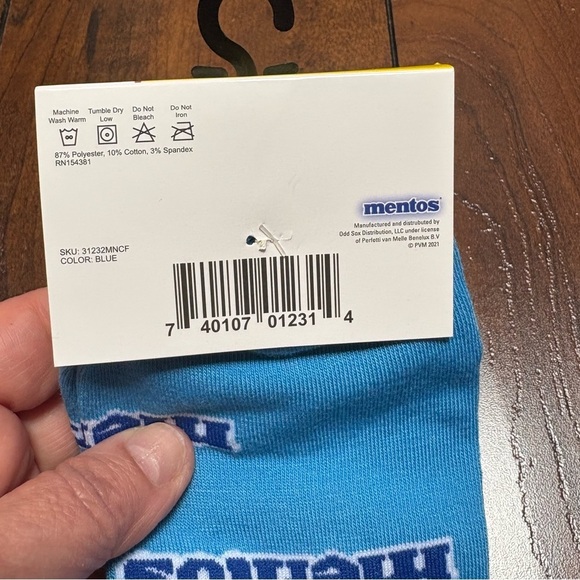 Machine Wash Warm
Tumble Dry Low
Do Not Bleach
Do Not Iron
87% Polyester, 10% Cotton, 3% Spandex
RN154381
mentos
Manufactured and distributed by
Odd Sox Distribution, LLC under license
of Perfetti van Melle Benelux B.V
© PVM 2021
SKU: 31232MNCF
COLOR: BLUE
7 40107 01231 4
mentos